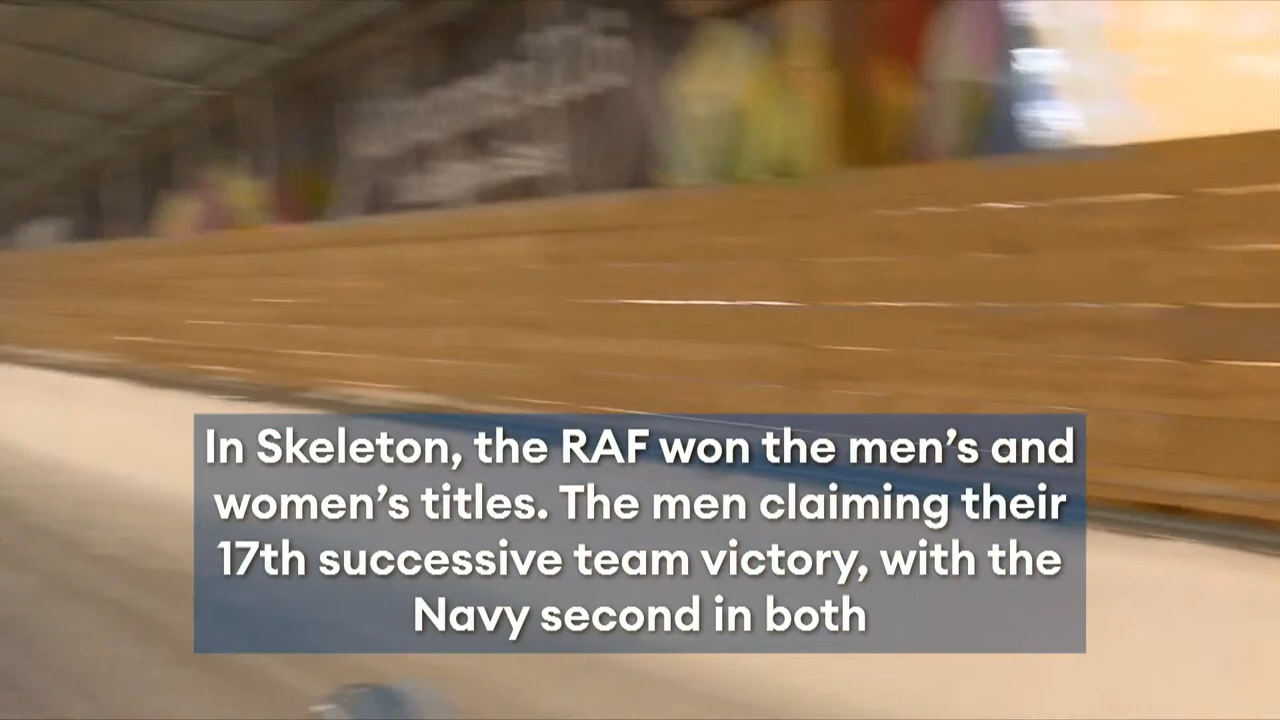 In Skeleton, the RAF won the men’s and
women’s titles. The men claiming their
17th successive team victory, with the
Navy second in both